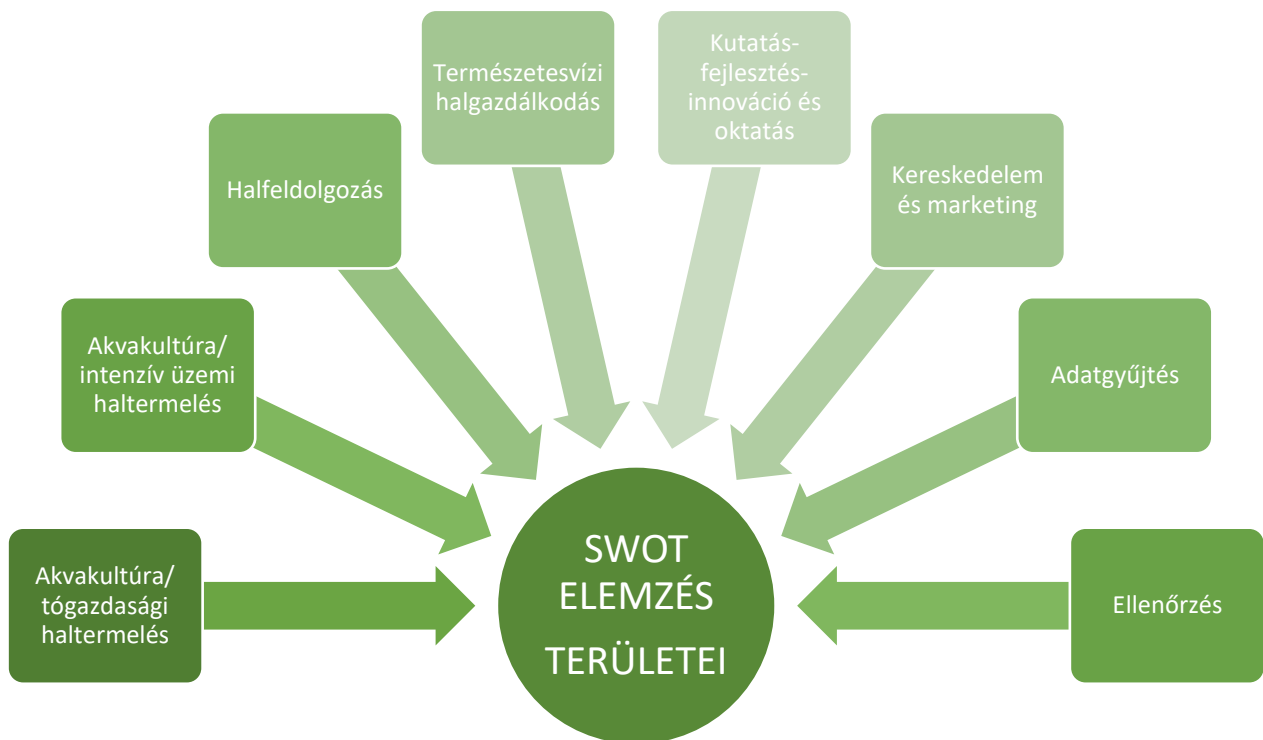 Akvakultúra/
tógazdasági
haltermelés
Akvakultúra/
intenzív üzemi
haltermelés
Halfeldolgozás
Természetesvízi
halgazdálkodás
Kutatás-
fejlesztés-
innováció és
oktatás
Kereskedelem
és marketing
Adatgyűjtés
Ellenőrzés
SWOT
ELEMZÉS
TERÜLETEI